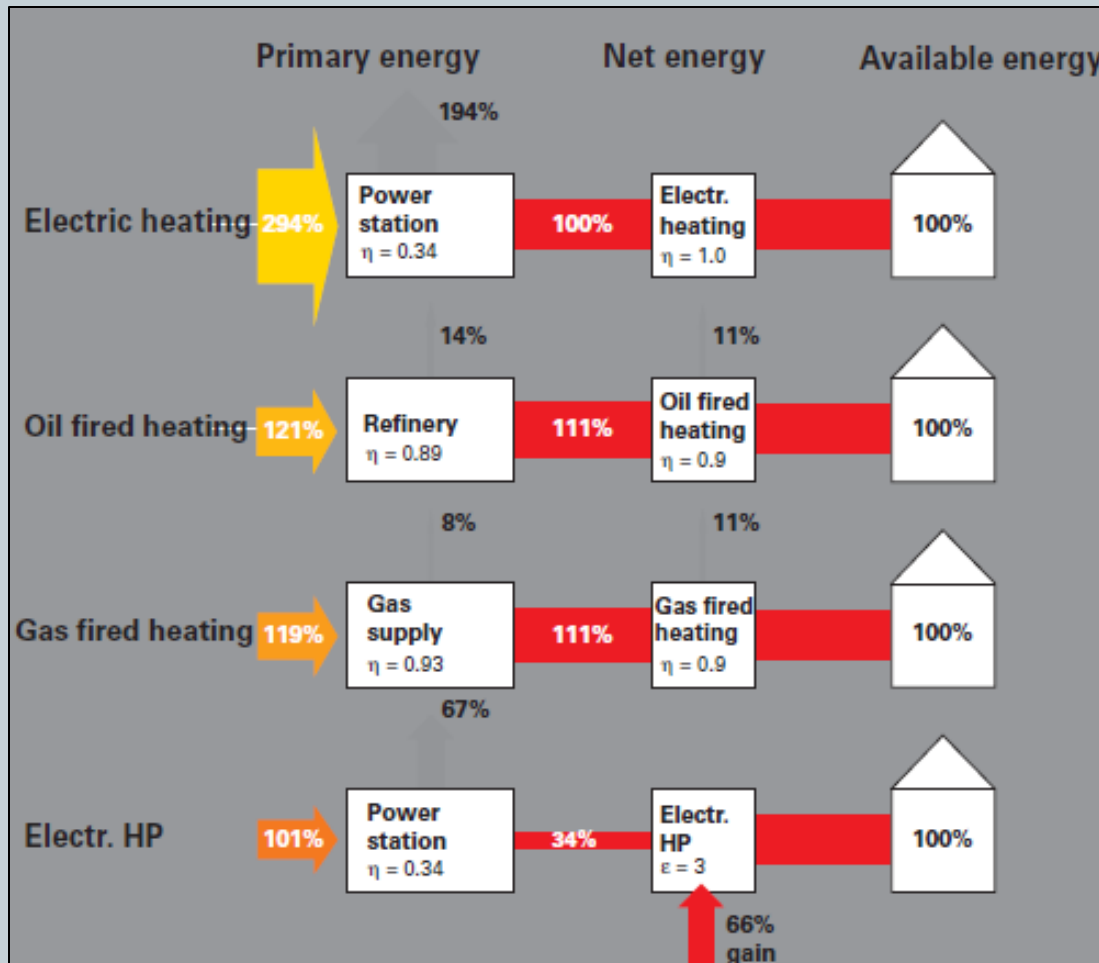 Primary energy
Net energy
Available energy
194%
Electric heating
294%
Power
station
η = 0.34
100%
Electr.
heating
η = 1.0
100%
14%
11%
Oil fired heating
121%
Refinery
η = 0.89
111%
Oil fired
heating
η = 0.9
100%
8%
11%
Gas fired heating
119%
Gas
supply
η = 0.93
111%
Gas fired
heating
η = 0.9
100%
67%
Electr. HP
101%
Power
station
η = 0.34
34%
Electr.
HP
ε = 3
100%
66%
gain